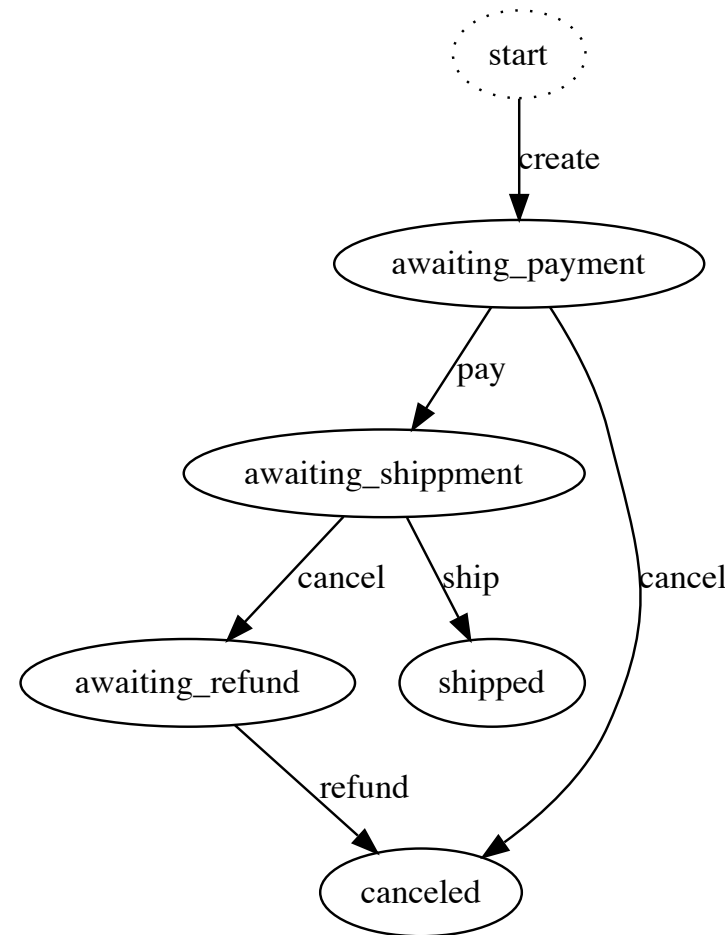 start
create
awaiting_payment
pay
awaiting_shippment
cancel
ship
cancel
awaiting_refund
shipped
refund
canceled